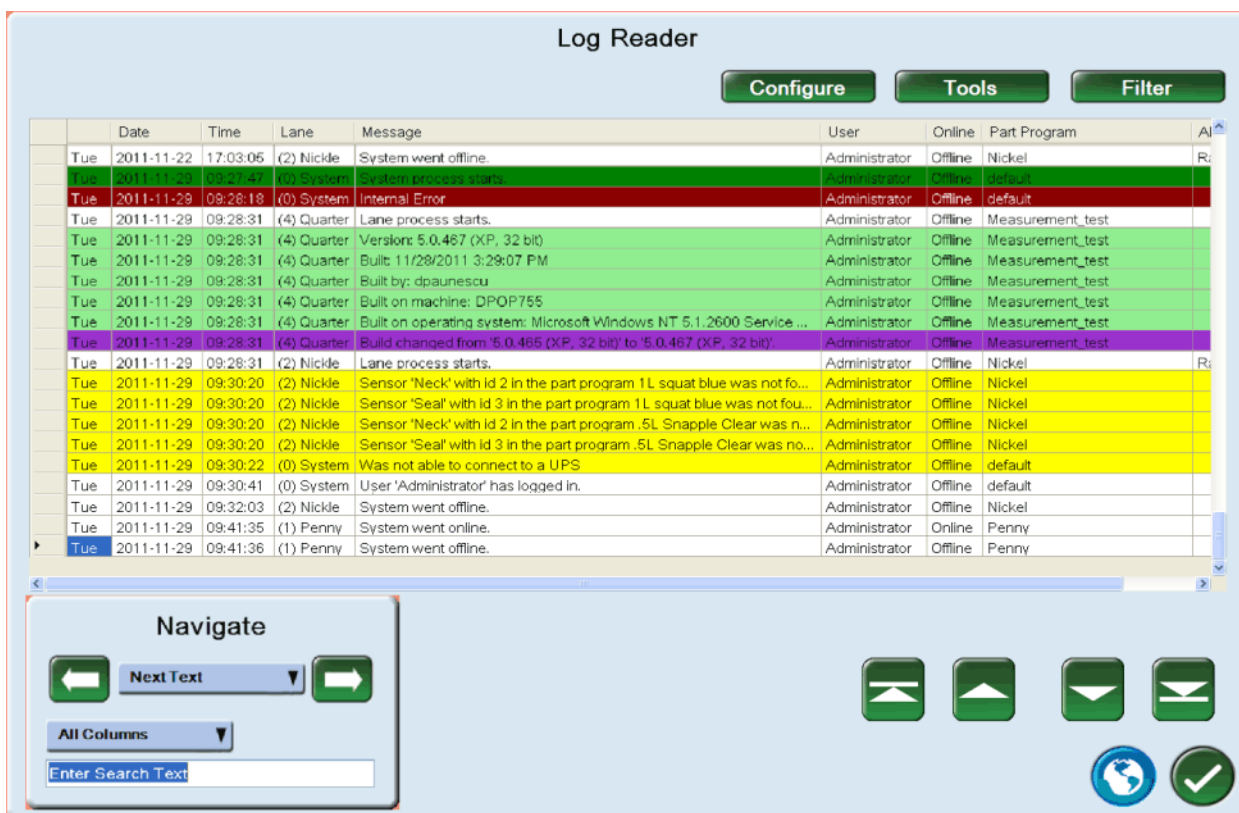 Log Reader
Configure Tools Filter
Date Time Lane Message User Online Part Program
Tue 2011-11-22 17:03:05 (2) Nickle System went offline. Administrator Offline Nickel
Tue 2011-11-29 09:27:47 (0) System System process starts. Administrator Offline default
Tue 2011-11-29 09:28:18 (0) System Internal Error Administrator Offline default
Tue 2011-11-29 09:28:31 (4) Quarter Lane process starts. Administrator Offline Measurement_test
Tue 2011-11-29 09:28:31 (4) Quarter Version: 5.0.467 (XP, 32 bit) Administrator Offline Measurement_test
Tue 2011-11-29 09:28:31 (4) Quarter Built: 11/28/2011 3:29:07 PM Administrator Offline Measurement_test
Tue 2011-11-29 09:28:31 (4) Quarter Built by: dpaunescu Administrator Offline Measurement_test
Tue 2011-11-29 09:28:31 (4) Quarter Built on machine: DPOP755 Administrator Offline Measurement_test
Tue 2011-11-29 09:28:31 (4) Quarter Built on operating system: Microsoft Windows NT 5.1.2600 Service ... Administrator Offline Measurement_test
Tue 2011-11-29 09:28:31 (4) Quarter Build changed from '5.0.465 (XP, 32 bit)' to '5.0.467 (XP, 32 bit)'. Administrator Offline Measurement_test
Tue 2011-11-29 09:28:31 (2) Nickle Lane process starts. Administrator Offline Nickel
Tue 2011-11-29 09:30:20 (2) Nickle Sensor 'Neck' with id 2 in the part program 1L squat blue was not fo... Administrator Offline Nickel
Tue 2011-11-29 09:30:20 (2) Nickle Sensor 'Seal' with id 3 in the part program 1L squat blue was not fou... Administrator Offline Nickel
Tue 2011-11-29 09:30:20 (2) Nickle Sensor 'Neck' with id 2 in the part program .5L Snapple Clear was n... Administrator Offline Nickel
Tue 2011-11-29 09:30:20 (2) Nickle Sensor 'Seal' with id 3 in the part program .5L Snapple Clear was no... Administrator Offline Nickel
Tue 2011-11-29 09:30:22 (0) System Was not able to connect to a UPS Administrator Offline default
Tue 2011-11-29 09:30:41 (0) System User 'Administrator' has logged in. Administrator Offline default
Tue 2011-11-29 09:32:03 (2) Nickle System went offline. Administrator Offline Nickel
Tue 2011-11-29 09:41:35 (1) Penny System went online. Administrator Online Penny
Tue 2011-11-29 09:41:36 (1) Penny System went offline. Administrator Offline Penny
Navigate
Next Text
All Columns
Enter Search Text